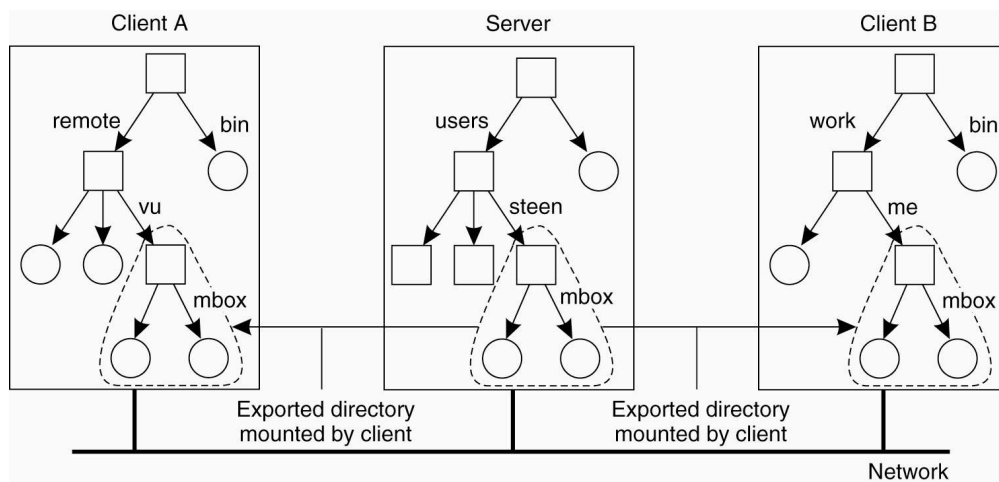 Client A
Server
Client B
remote
bin
users
work
bin
vu
steen
me
mbox
mbox
mbox
Exported directory
mounted by client
Exported directory
mounted by client
Network